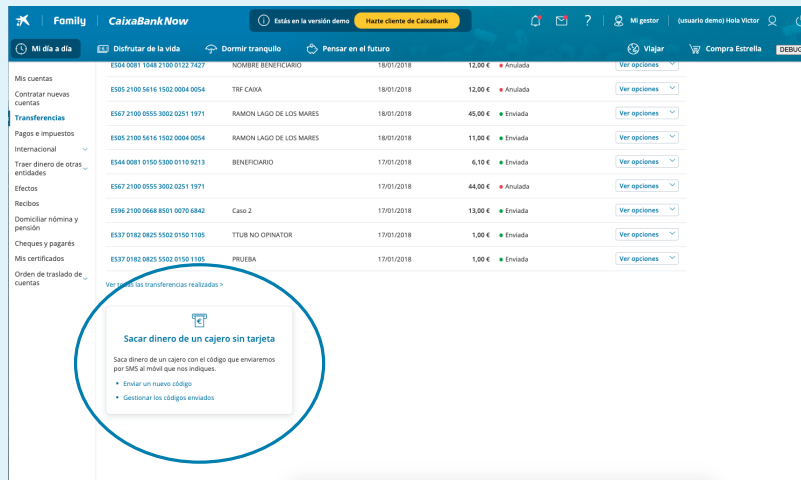 Family CaixaBankNow Estás en la versión demo Hazte cliente de CaixaBank ? Mi gestor (usuario demo) Hola Victor
Mi día a día Disfrutar de la vida Dormir tranquilo Pensar en el futuro Viajar Compra Estrella DEBUG
Mis cuentas
Contratar nuevas
cuentas
Transferencias
Pagos e impuestos
Internacional
Traer dinero de otras
entidades
Efectos
Recibos
Domiciliar nómina y
pensión
Cheques y pagarés
Mis certificados
Orden de traslado de
cuentas
ES04 0081 1048 2100 0122 7427 NOMBRE BENEFICIARIO 18/01/2018 12,00 € Anulada Ver opciones
ES05 2100 5616 1502 0004 0054 TRF CAIXA 18/01/2018 12,00 € Anulada Ver opciones
ES67 2100 0555 3002 0251 1971 RAMON LAGO DE LOS MARES 18/01/2018 45,00 € Enviada Ver opciones
ES05 2100 5616 1502 0004 0054 RAMON LAGO DE LOS MARES 18/01/2018 11,00 € Enviada Ver opciones
ES44 0081 0150 5300 0110 9213 BENEFICIARIO 17/01/2018 6,10 € Enviada Ver opciones
ES67 2100 0555 3002 0251 1971 17/01/2018 44,00 € Anulada Ver opciones
ES96 2100 0668 8501 0070 6842 Caso 2 17/01/2018 13,00 € Enviada Ver opciones
ES37 0182 0825 5502 0150 1105 TTUB NO OPINATOR 17/01/2018 1,00 € Enviada Ver opciones
ES37 0182 0825 5502 0150 1105 PRUEBA 17/01/2018 1,00 € Enviada Ver opciones
Ver todas las transferencias realizadas >
Sacar dinero de un cajero sin tarjeta
Saca dinero de un cajero con el código que enviaremos
por SMS al móvil que nos indiques.
• Enviar un nuevo código
• Gestionar los códigos enviados